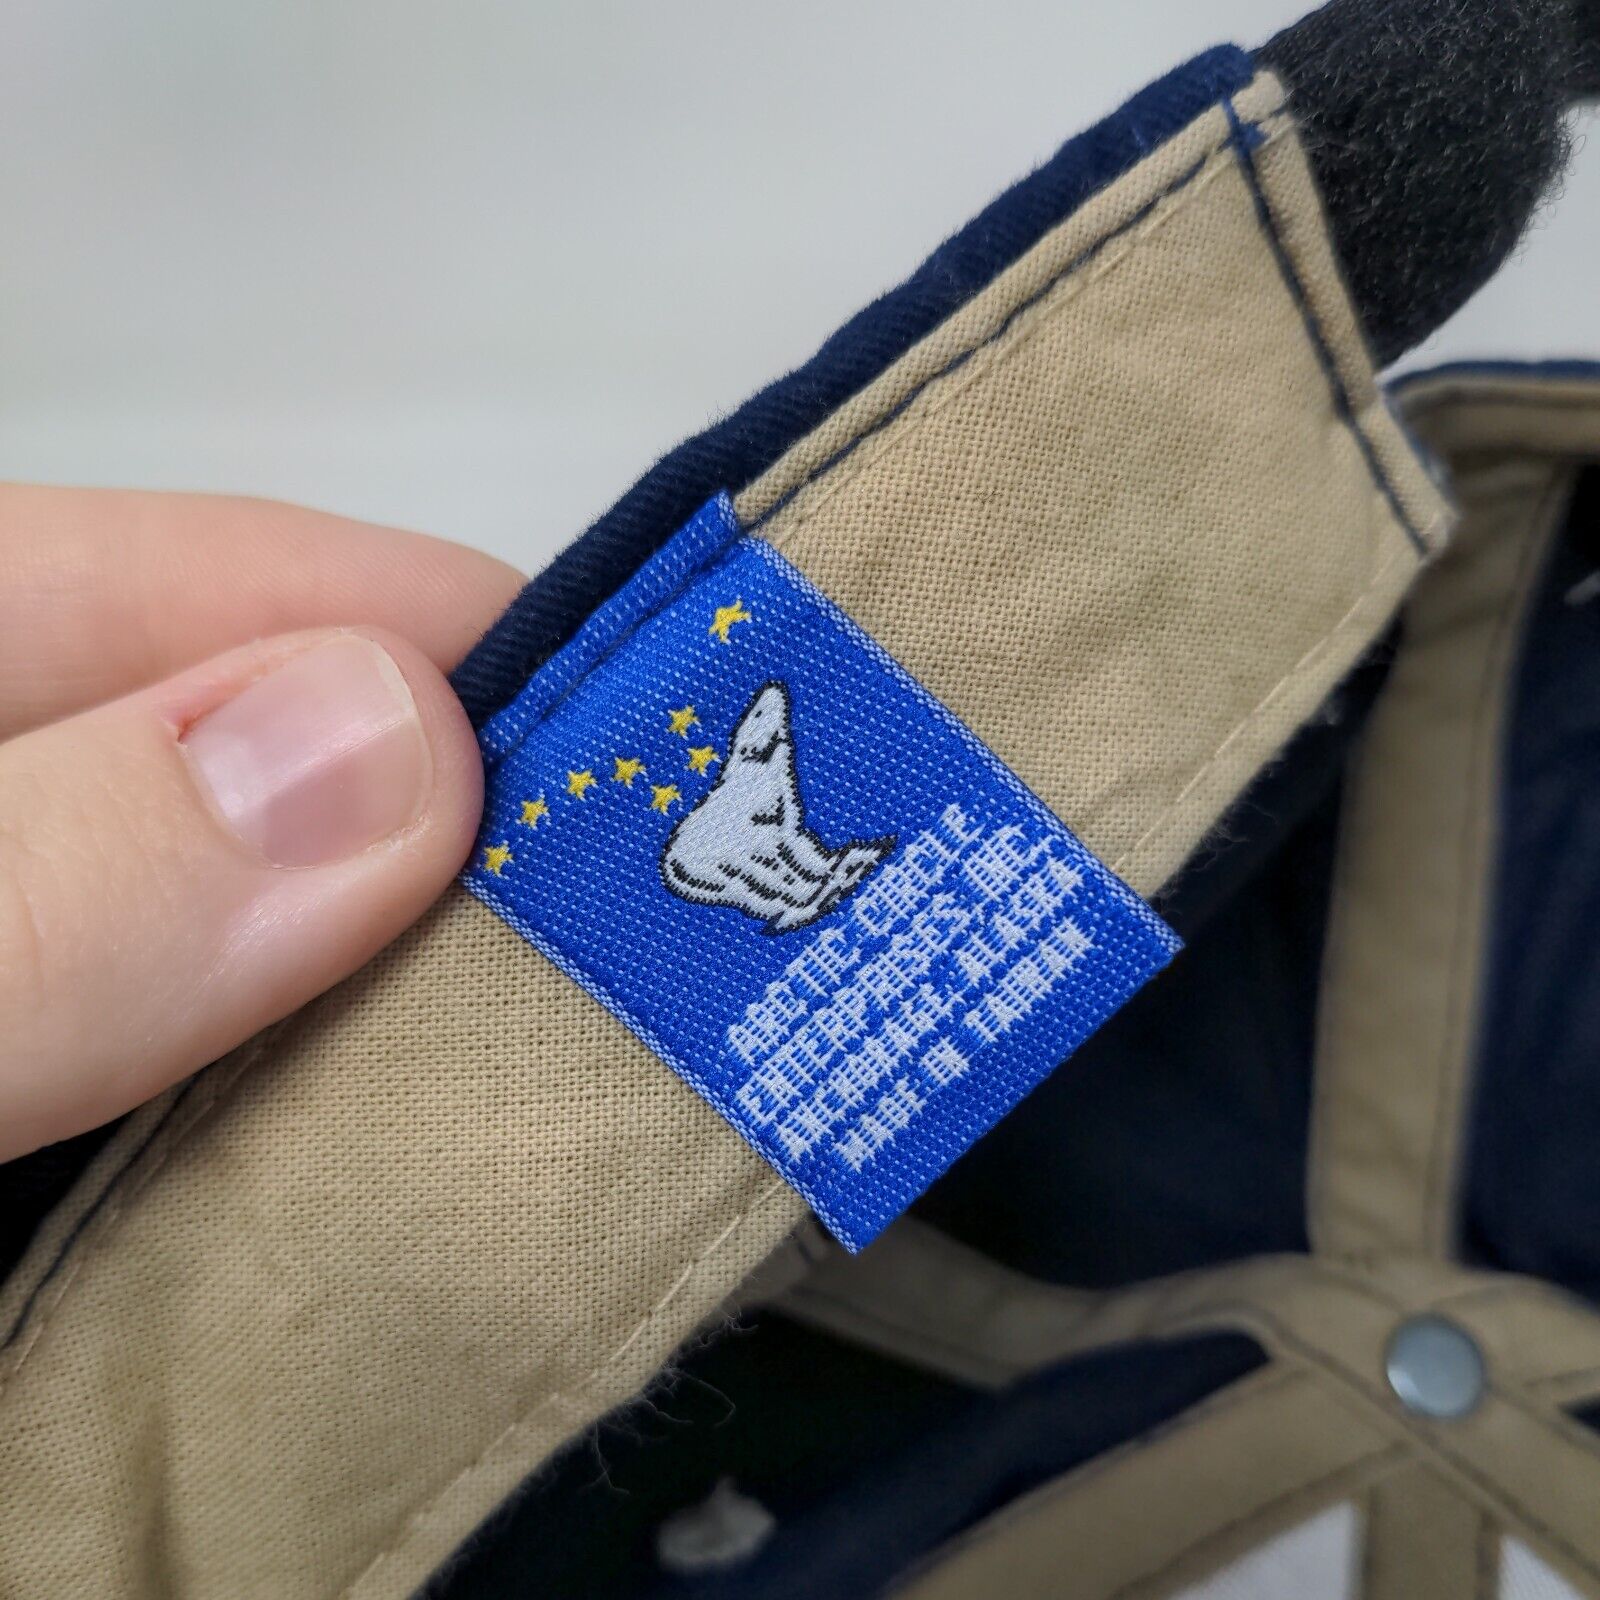 ARCTIC CIRCLE
ENTERPRISES, INC
ANCHORAGE, ALASKA
MADE IN TAIWAN